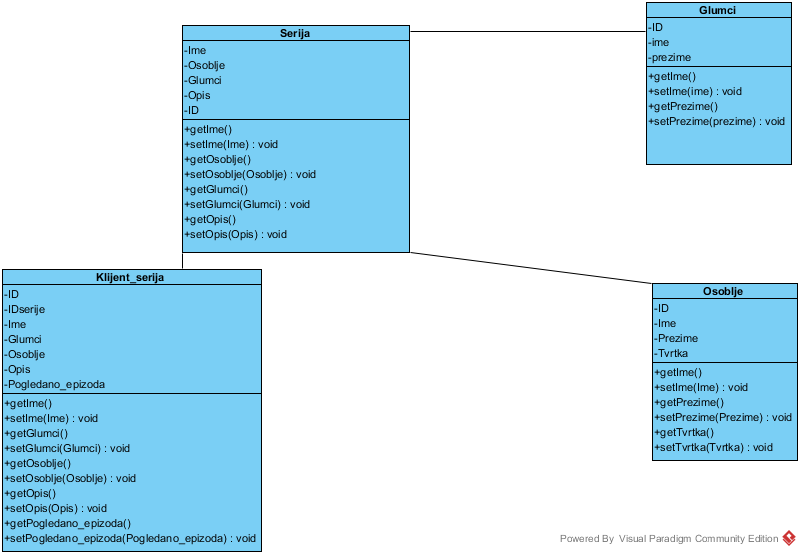 Serija
-Ime
-Osoblje
-Glumci
-Opis
-ID
+getIme()
+setIme(Ime) : void
+getOsoblje()
+setOsoblje(Osoblje) : void
+getGlumci()
+setGlumci(Glumci) : void
+getOpis()
+setOpis(Opis) : void
Glumci
-ID
-ime
-prezime
+getIme()
+setIme(ime) : void
+getPrezime()
+setPrezime(prezime) : void
Klijent_serija
-ID
-IDserije
-Ime
-Glumci
-Osoblje
-Opis
-Pogledano_epizoda
+getIme()
+setIme(Ime) : void
+getGlumci()
+setGlumci(Glumci) : void
+getOsoblje()
+setOsoblje(Osoblje) : void
+getOpis()
+setOpis(Opis) : void
+getPogledano_epizoda()
+setPogledano_epizoda(Pogledano_epizoda) : void
Osoblje
-ID
-Ime
-Prezime
-Tvrtka
+getIme()
+setIme(Ime) : void
+getPrezime()
+setPrezime(Prezime) : void
+getTvrtka()
+setTvrtka(Tvrtka) : void
Powered By Visual Paradigm Community Edition